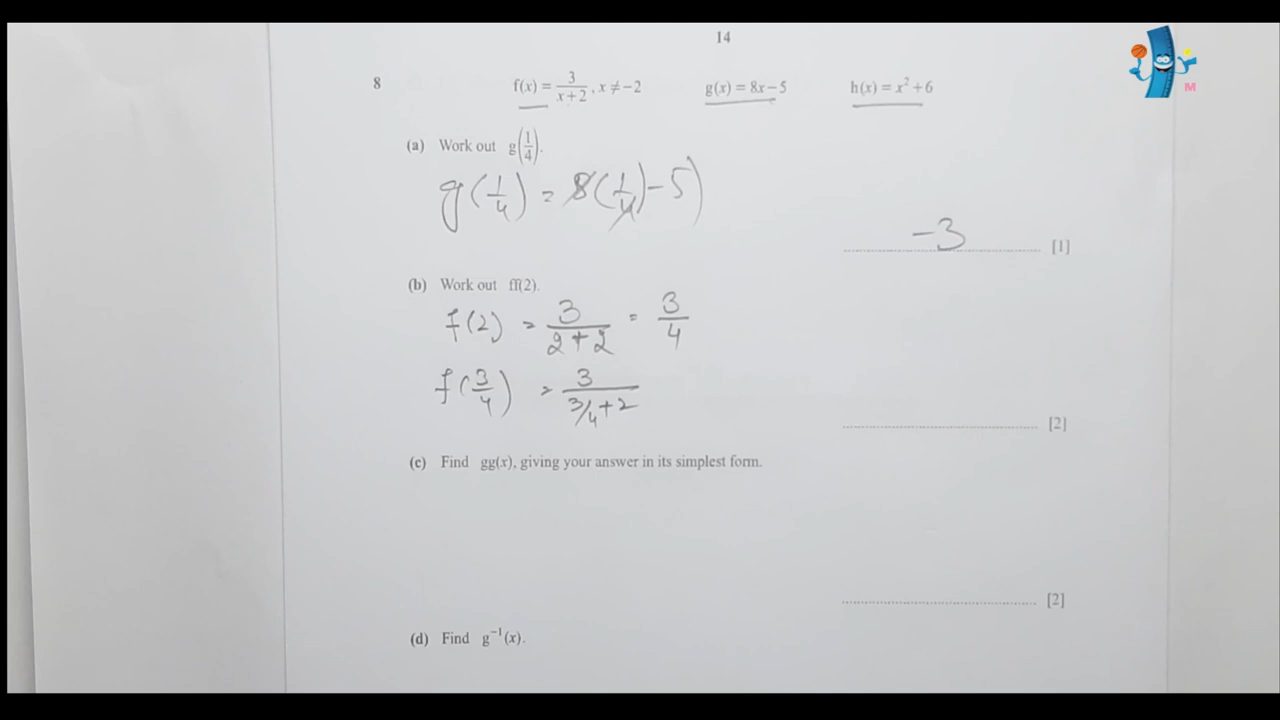 14
8 f(x) = 3/(x+2), x ≠ −2 g(x) = 8x − 5 h(x) = x² + 6
(a) Work out g(1/4).
g(1/4) = 8(1/4) − 5)
−3 [1]
(b) Work out ff(2).
f(2) = 3/(2+2) = 3/4
f(3/4) = 3/(3/4+2)
[2]
(c) Find gg(x), giving your answer in its simplest form.
[2]
(d) Find g⁻¹(x).
M